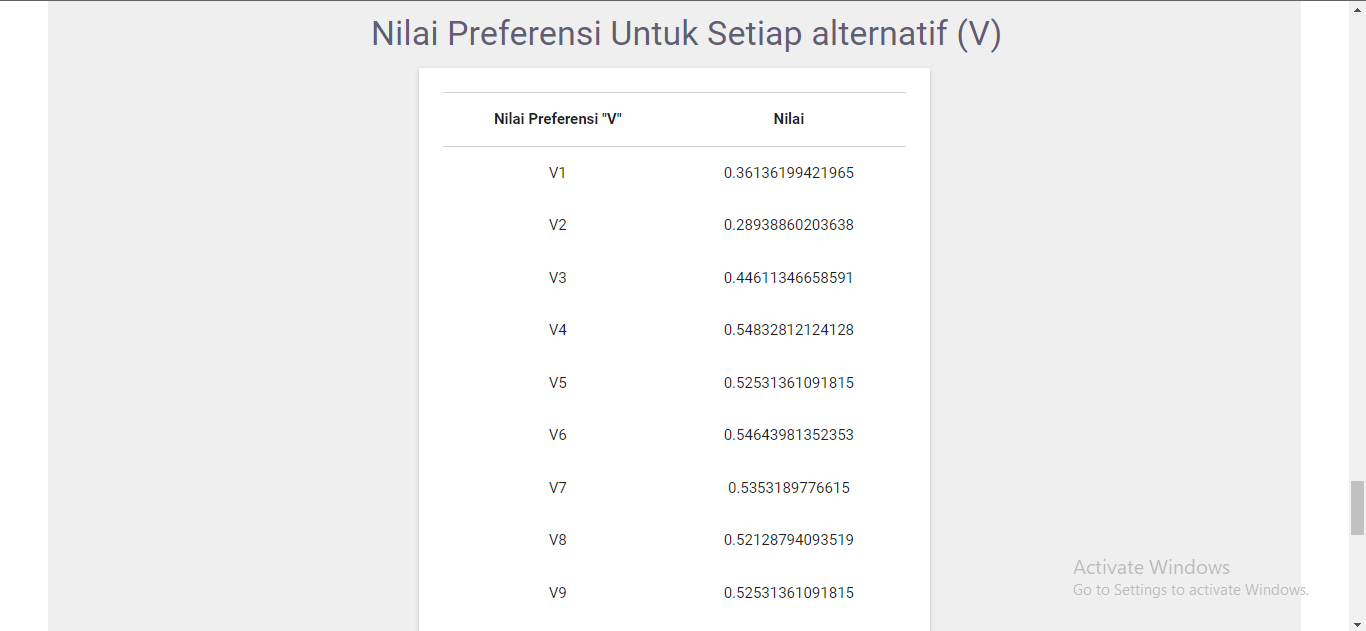 Nilai Preferensi Untuk Setiap alternatif (V)
Nilai Preferensi "V" Nilai
V1 0.36136199421965
V2 0.28938860203638
V3 0.44611346658591
V4 0.54832812124128
V5 0.52531361091815
V6 0.54643981352353
V7 0.5353189776615
V8 0.52128794093519
V9 0.52531361091815
Activate Windows
Go to Settings to activate Windows.